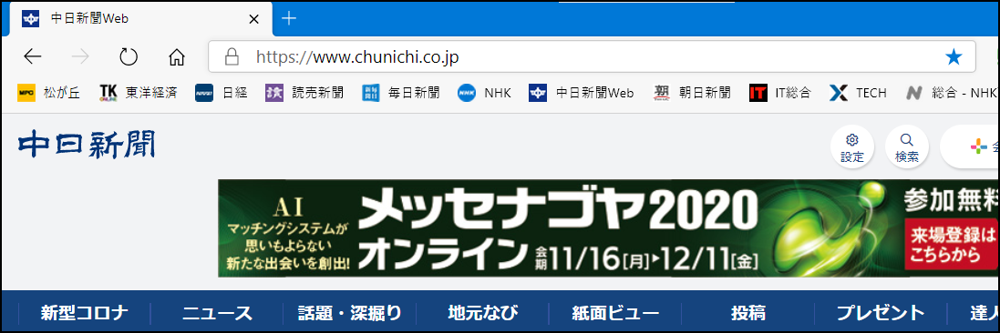 中日新聞Web
https://www.chunichi.co.jp
MPC 松が丘 TK ONLINE 東洋経済 日経 読 読売新聞 毎日新聞 NHK NHK 中日新聞Web 朝 朝日新聞 IT IT総合 X TECH N 総合 - NHK
中日新聞
設定 検索
AI
マッチングシステムが
思いもよらない
新たな出会いを創出!
メッセナゴヤ2020
オンライン 会期 11/16[月]▶12/11[金]
参加無料
来場登録は
こちらから
新型コロナ ニュース 話題・深掘り 地元なび 紙面ビュー 投稿 プレゼント 達人